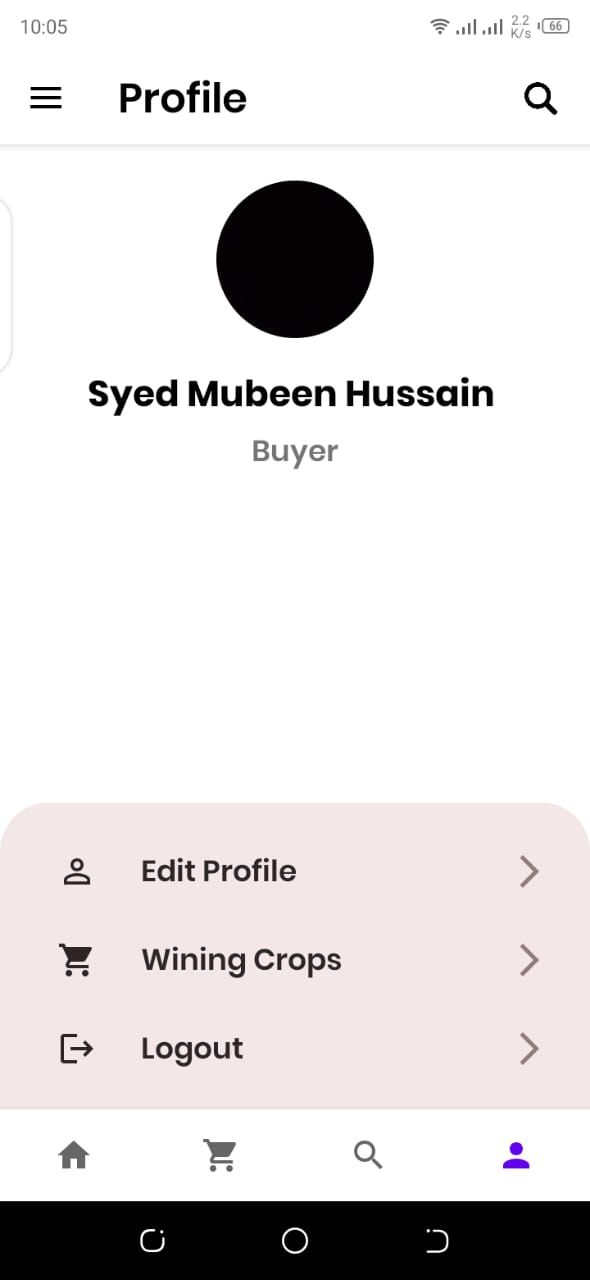 10:05
2.2
K/s
66
Profile
Syed Mubeen Hussain
Buyer
Edit Profile
Wining Crops
Logout